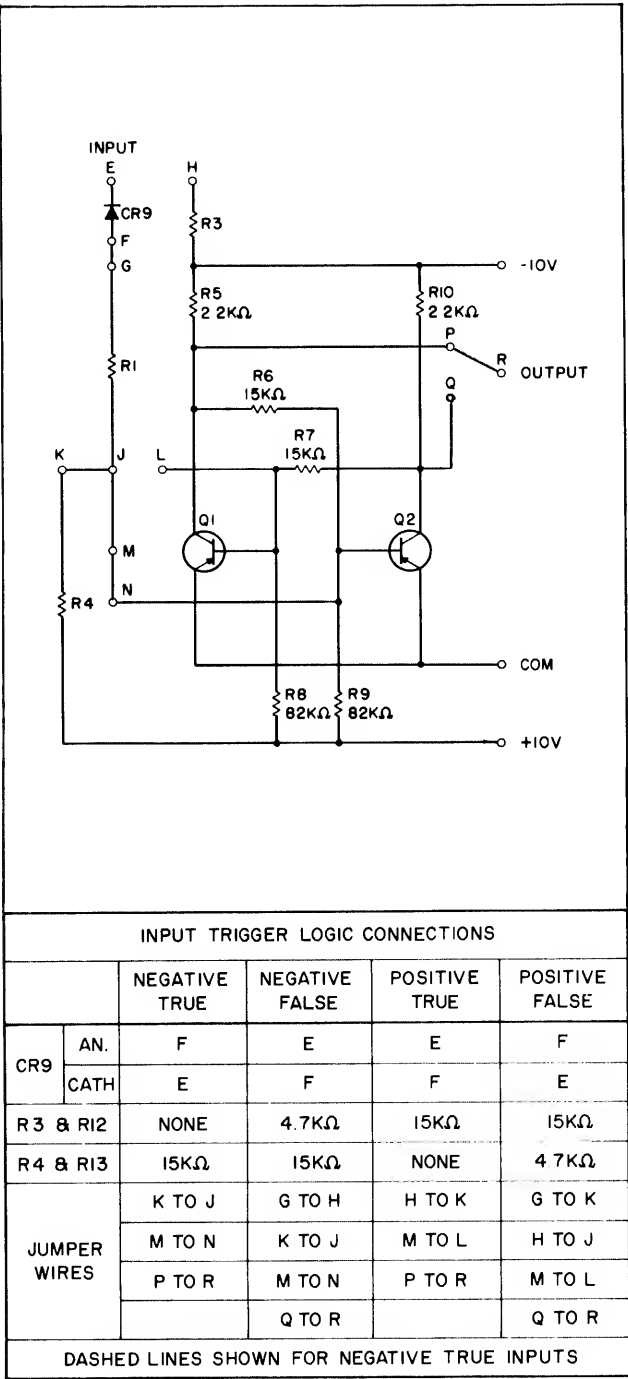 INPUT
E
H
CR9
R3
F
G
-10V
R5
2.2KΩ
R10
2.2KΩ
P
R
OUTPUT
R1
R6
15KΩ
Q
R7
15KΩ
K
J
L
Q1
Q2
M
N
R4
COM
R8
82KΩ
R9
82KΩ
+10V
INPUT TRIGGER LOGIC CONNECTIONS
NEGATIVE TRUE NEGATIVE FALSE POSITIVE TRUE POSITIVE FALSE
CR9 AN. F E E F
CATH E F F E
R3 & R12 NONE 4.7KΩ 15KΩ 15KΩ
R4 & R13 15KΩ 15KΩ NONE 4.7KΩ
JUMPER WIRES
K TO J G TO H H TO K G TO K
M TO N K TO J M TO L H TO J
P TO R M TO N P TO R M TO L
Q TO R Q TO R
DASHED LINES SHOWN FOR NEGATIVE TRUE INPUTS